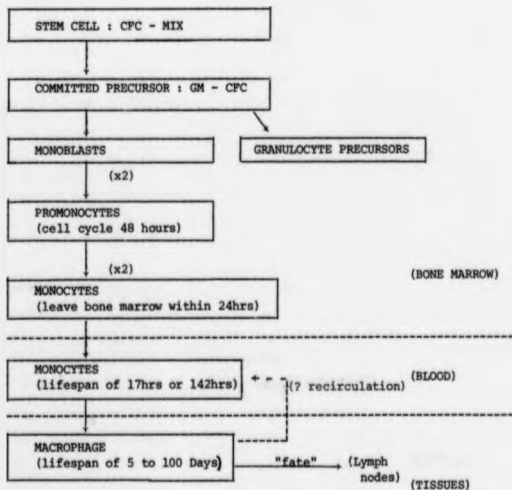 STEM CELL : CFC - MIX
COMMITTED PRECURSOR : GM - CFC
MONOBLASTS
GRANULOCYTE PRECURSORS
(x2)
PROMONOCYTES
(cell cycle 48 hours)
(x2)
(BONE MARROW)
MONOCYTES
(leave bone marrow within 24hrs)
MONOCYTES
(lifespan of 17hrs or 142hrs)
(? recirculation)
(BLOOD)
MACROPHAGE
(lifespan of 5 to 100 Days)
"fate"
(Lymph
nodes)
(TISSUES)